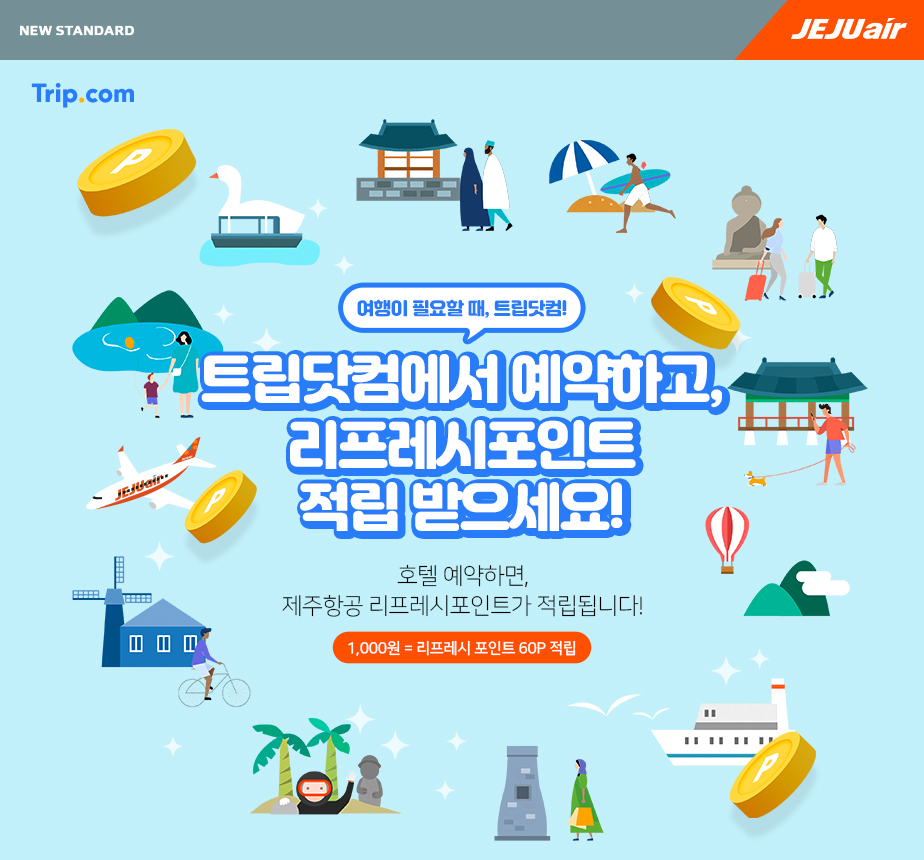 NEW STANDARD
JEJUair
Trip.com
P
여행이 필요할 때, 트립닷컴!
P
트립닷컴에서 예약하고,
리프레시포인트
적립 받으세요!
JEJUair
P
호텔 예약하면,
제주항공 리프레시포인트가 적립됩니다!
1,000원 = 리프레시 포인트 60P 적립
P